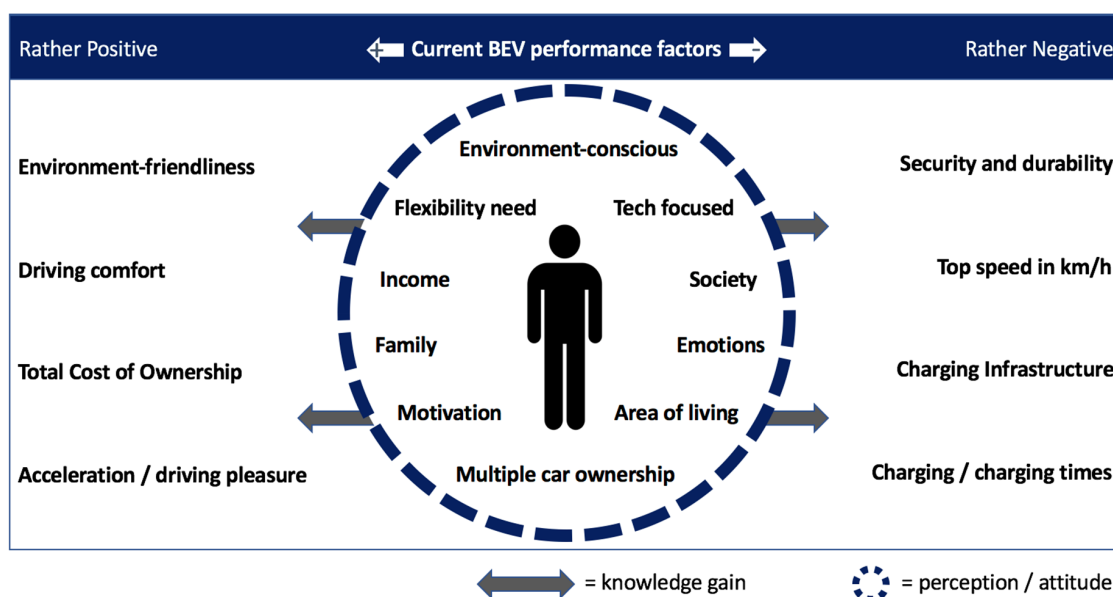 Rather Positive
+ Current BEV performance factors -
Rather Negative
Environment-friendliness
Driving comfort
Total Cost of Ownership
Acceleration / driving pleasure
Environment-conscious
Flexibility need
Tech focused
Income
Society
Family
Emotions
Motivation
Area of living
Multiple car ownership
Security and durability
Top speed in km/h
Charging Infrastructure
Charging / charging times
= knowledge gain
= perception / attitude